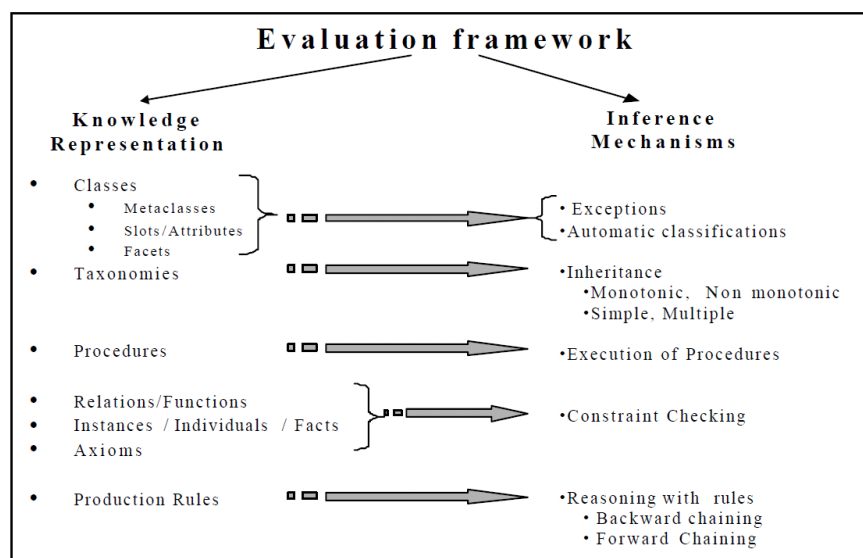 Evaluation framework
Knowledge
Representation
• Classes
• Metaclasses
• Slots/Attributes
• Facets
• Taxonomies
• Procedures
• Relations/Functions
• Instances / Individuals / Facts
• Axioms
• Production Rules
Inference
Mechanisms
• Exceptions
• Automatic classifications
•Inheritance
•Monotonic, Non monotonic
•Simple, Multiple
•Execution of Procedures
•Constraint Checking
•Reasoning with rules
• Backward chaining
• Forward Chaining